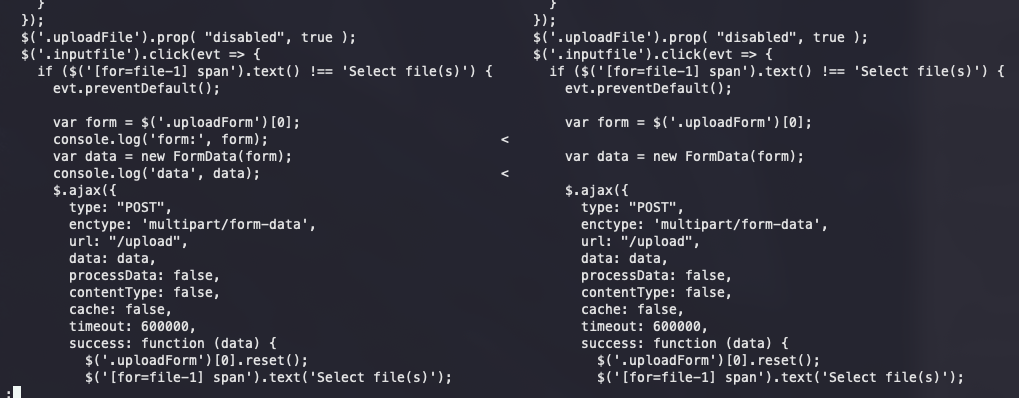 }                                                               }
  });                                                             });
  $('.uploadFile').prop( "disabled", true );                      $('.uploadFile').prop( "disabled", true );
  $('.inputfile').click(evt => {                                  $('.inputfile').click(evt => {
    if ($('[for=file-1] span').text() !== 'Select file(s)') {       if ($('[for=file-1] span').text() !== 'Select file(s)') {
      evt.preventDefault();                                           evt.preventDefault();

      var form = $('.uploadForm')[0];                                 var form = $('.uploadForm')[0];
      console.log('form:', form);                             <
      var data = new FormData(form);                                  var data = new FormData(form);
      console.log('data', data);                              <
      $.ajax({                                                        $.ajax({
        type: "POST",                                                   type: "POST",
        enctype: 'multipart/form-data',                                 enctype: 'multipart/form-data',
        url: "/upload",                                                 url: "/upload",
        data: data,                                                     data: data,
        processData: false,                                             processData: false,
        contentType: false,                                             contentType: false,
        cache: false,                                                   cache: false,
        timeout: 600000,                                                timeout: 600000,
        success: function (data) {                                      success: function (data) {
          $('.uploadForm')[0].reset();                                    $('.uploadForm')[0].reset();
          $('[for=file-1] span').text('Select file(s)');                  $('[for=file-1] span').text('Select file(s)');
: